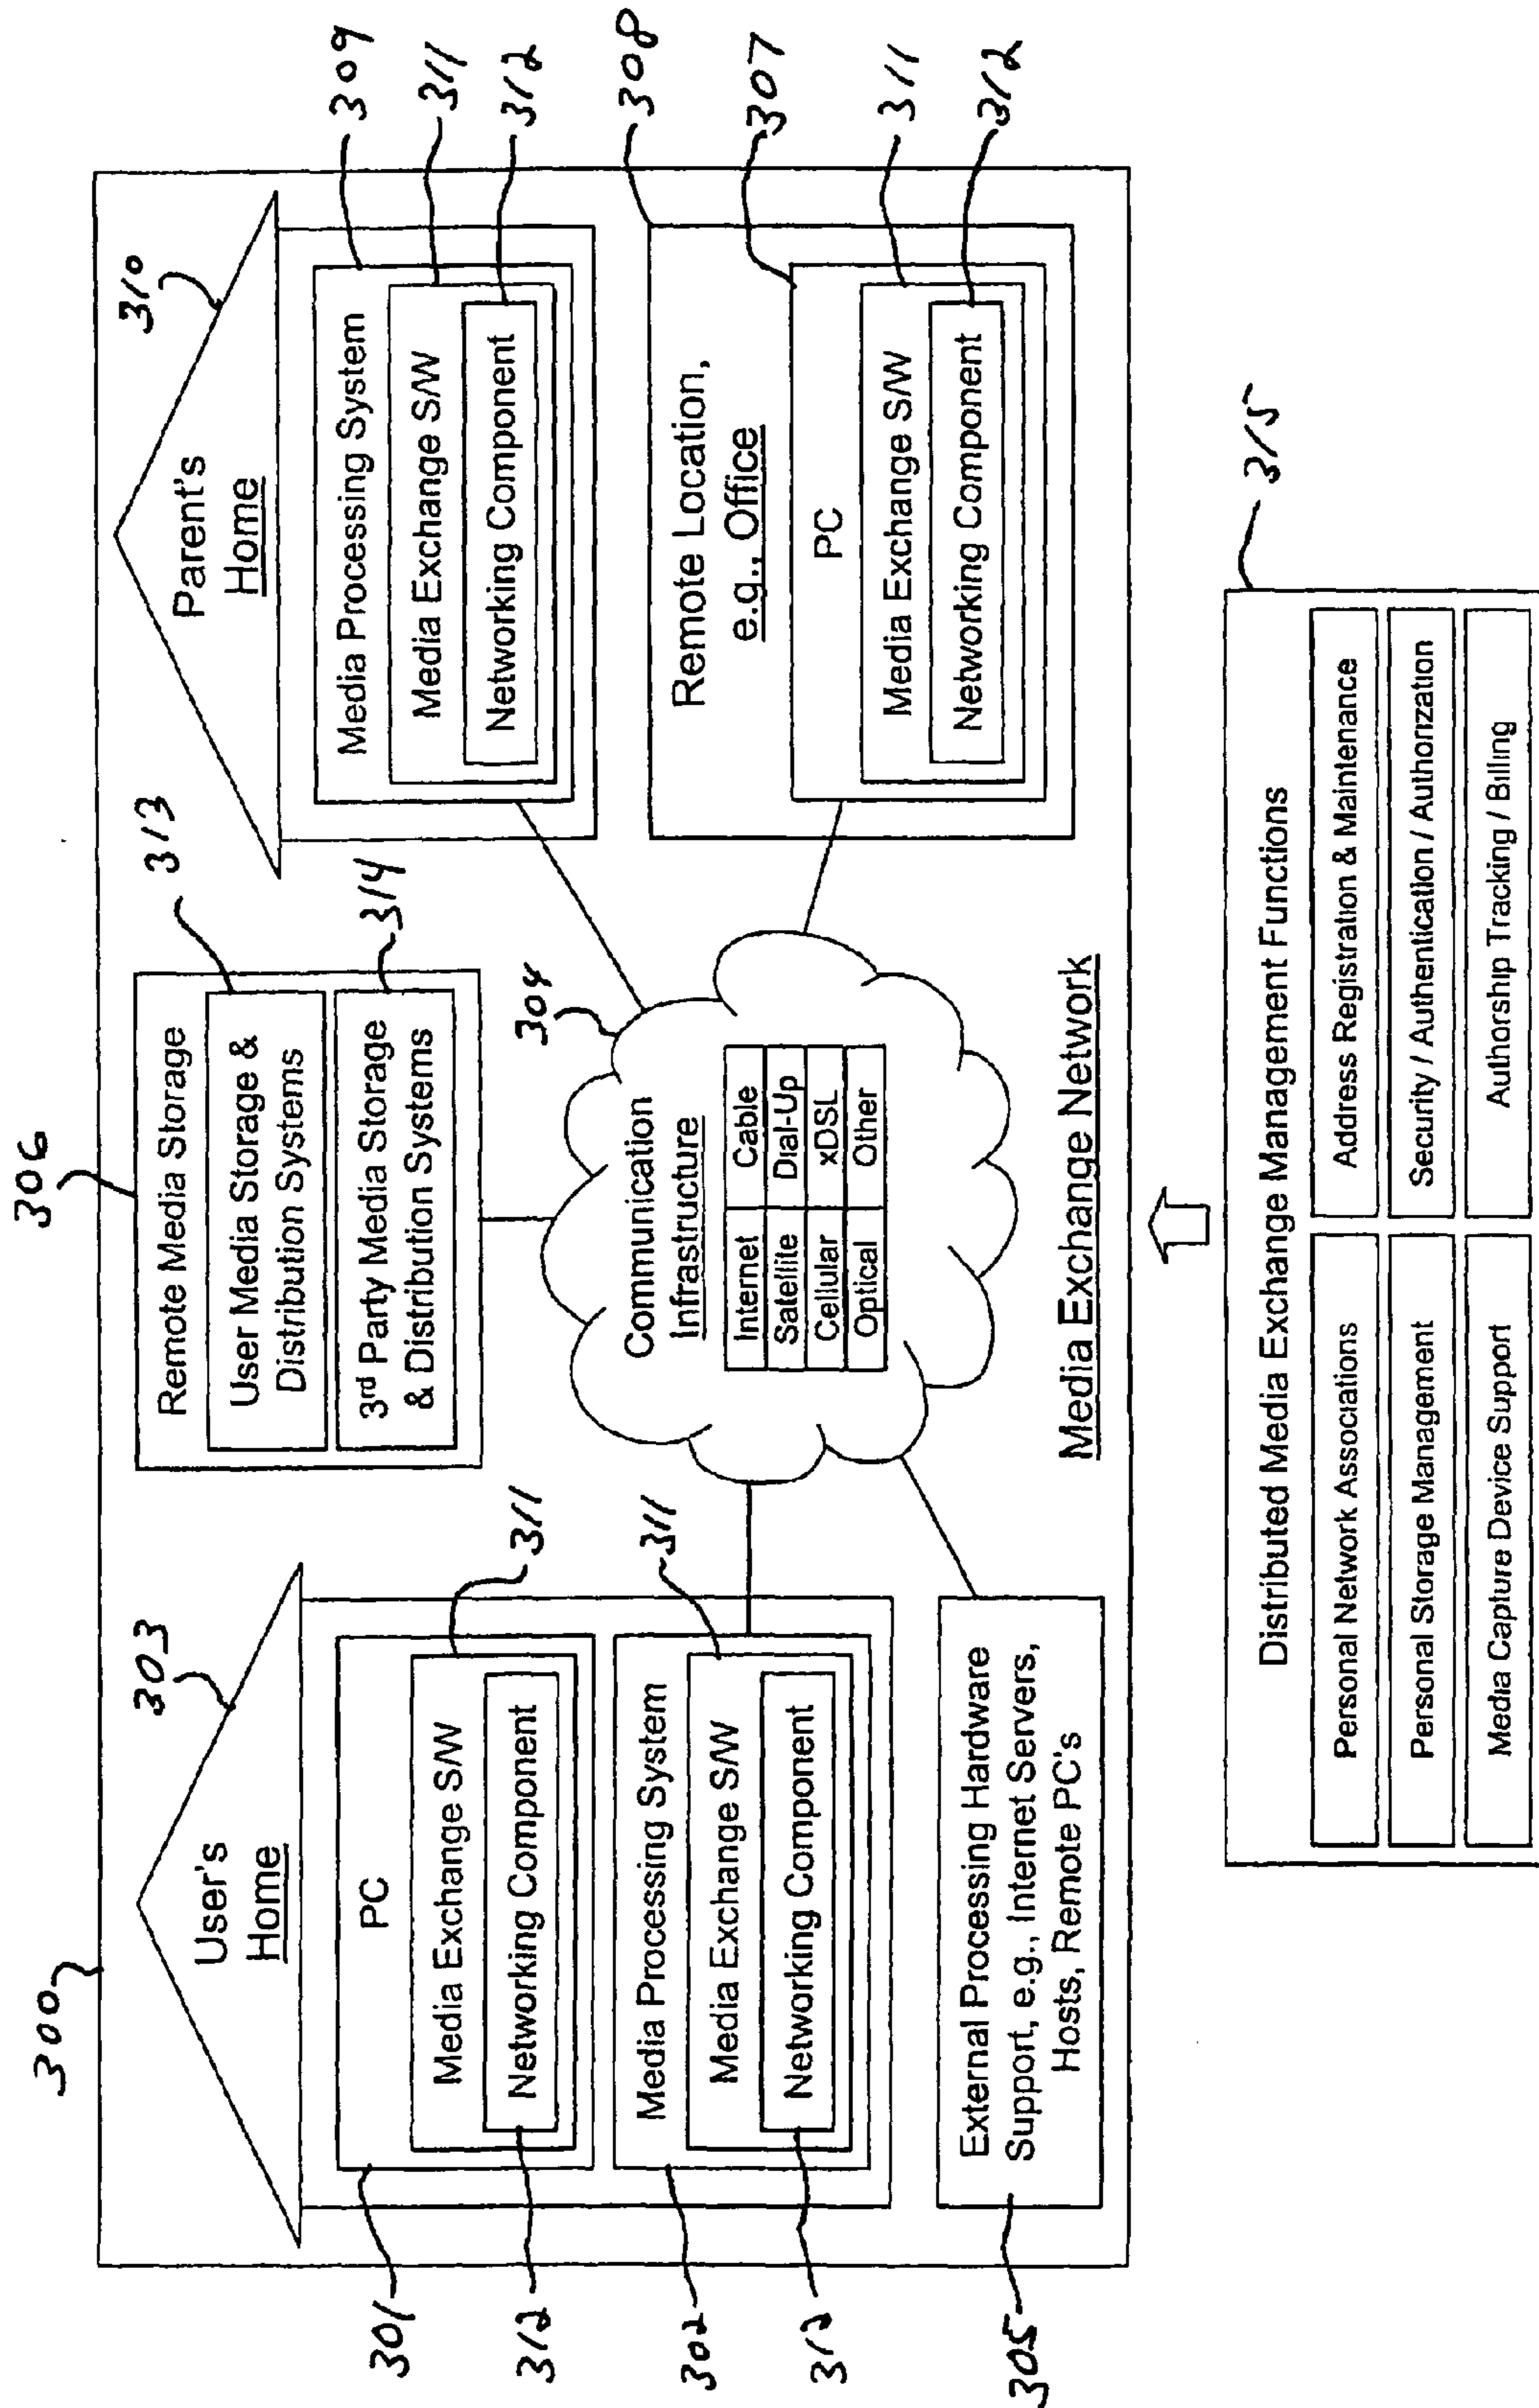 300
303
User's
Home
PC
Media Exchange S/W
Networking Component
Media Processing System
Media Exchange S/W
Networking Component
311
311
301
312
302
312
External Processing Hardware
Support, e.g., Internet Servers,
Hosts, Remote PC's
305
306
Remote Media Storage
User Media Storage &
Distribution Systems
3rd Party Media Storage
& Distribution Systems
313
314
304
Communication
Infrastructure
Internet Cable
Satellite Dial-Up
Cellular xDSL
Optical Other
Media Exchange Network
310
Parent's
Home
Media Processing System
Media Exchange S/W
Networking Component
309
311
312
Remote Location,
e.g., Office
PC
Media Exchange S/W
Networking Component
308
307
311
312
315
Distributed Media Exchange Management Functions
Personal Network Associations
Address Registration & Maintenance
Personal Storage Management
Security / Authentication / Authorization
Media Capture Device Support
Authorship Tracking / Billing